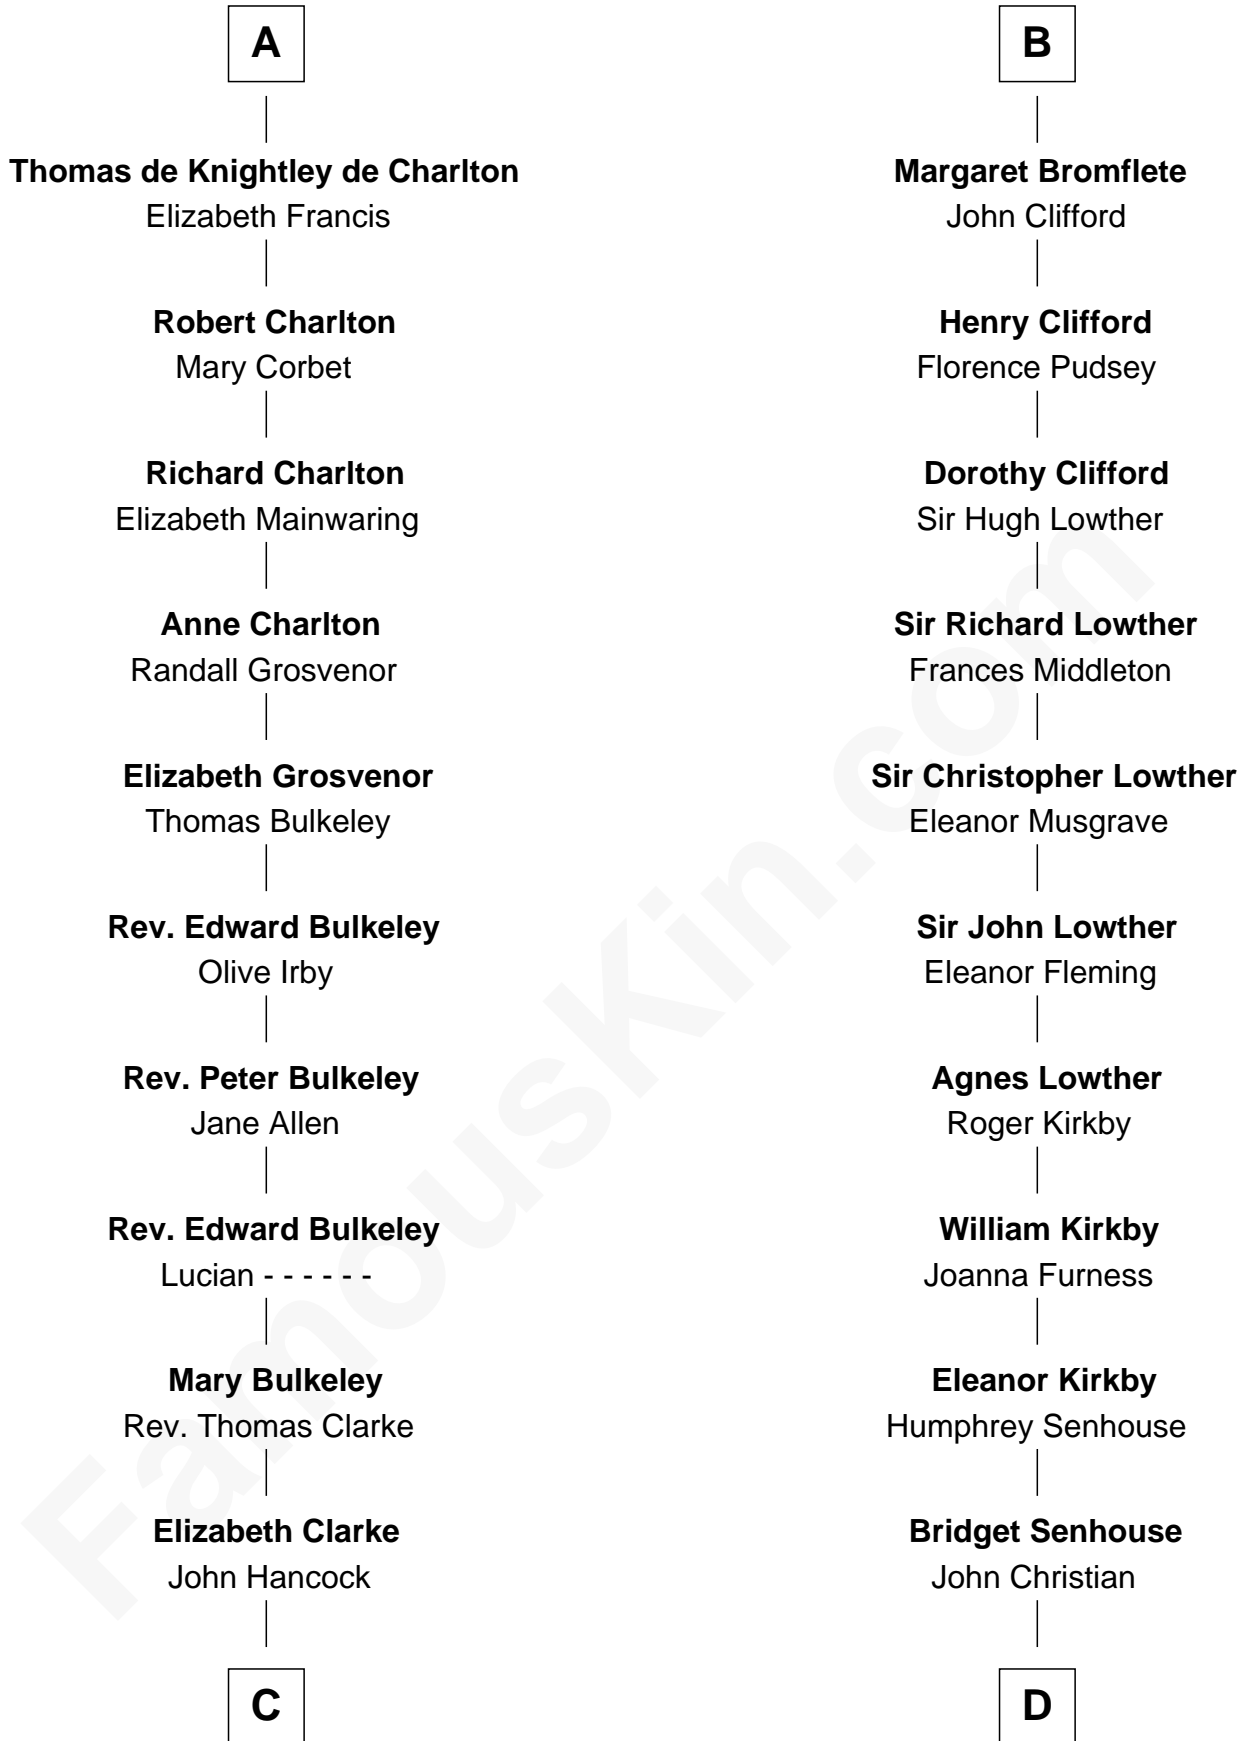 A
Thomas de Knightley de Charlton
Elizabeth Francis
Robert Charlton
Mary Corbet
Richard Charlton
Elizabeth Mainwaring
Anne Charlton
Randall Grosvenor
Elizabeth Grosvenor
Thomas Bulkeley
Rev. Edward Bulkeley
Olive Irby
Rev. Peter Bulkeley
Jane Allen
Rev. Edward Bulkeley
Lucian - - - - - -
Mary Bulkeley
Rev. Thomas Clarke
Elizabeth Clarke
John Hancock
C
B
Margaret Bromflete
John Clifford
Henry Clifford
Florence Pudsey
Dorothy Clifford
Sir Hugh Lowther
Sir Richard Lowther
Frances Middleton
Sir Christopher Lowther
Eleanor Musgrave
Sir John Lowther
Eleanor Fleming
Agnes Lowther
Roger Kirkby
William Kirkby
Joanna Furness
Eleanor Kirkby
Humphrey Senhouse
Bridget Senhouse
John Christian
D
FamousKin.com